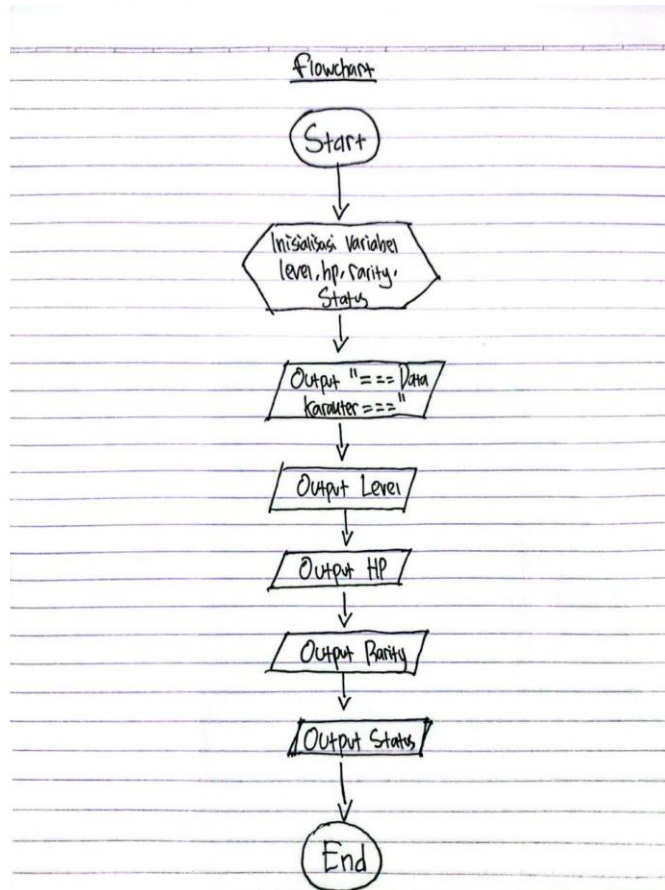 Flowchart
Start
Inisialisasi Variabel
level, hp, rarity,
Status
Output "=== Data
Karakter ==="
Output Level
Output HP
Output Rarity
Output Status
End